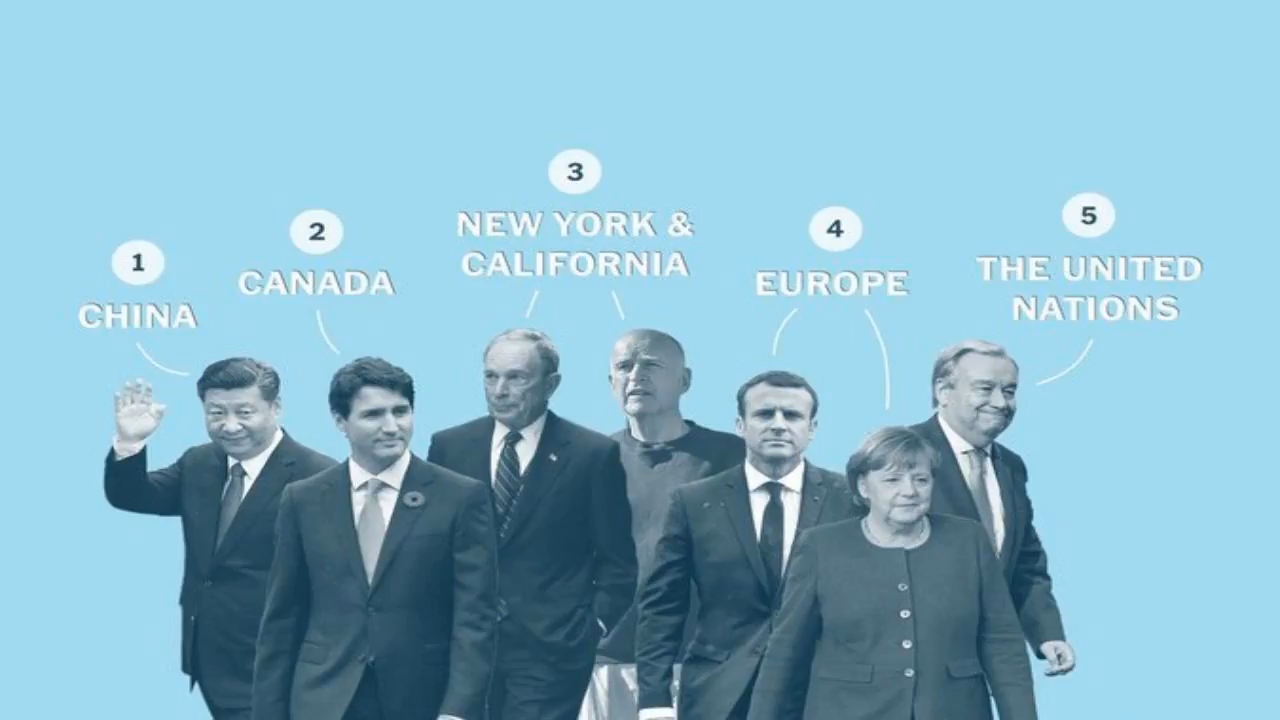 1
CHINA
2
CANADA
3
NEW YORK &
CALIFORNIA
4
EUROPE
5
THE UNITED
NATIONS